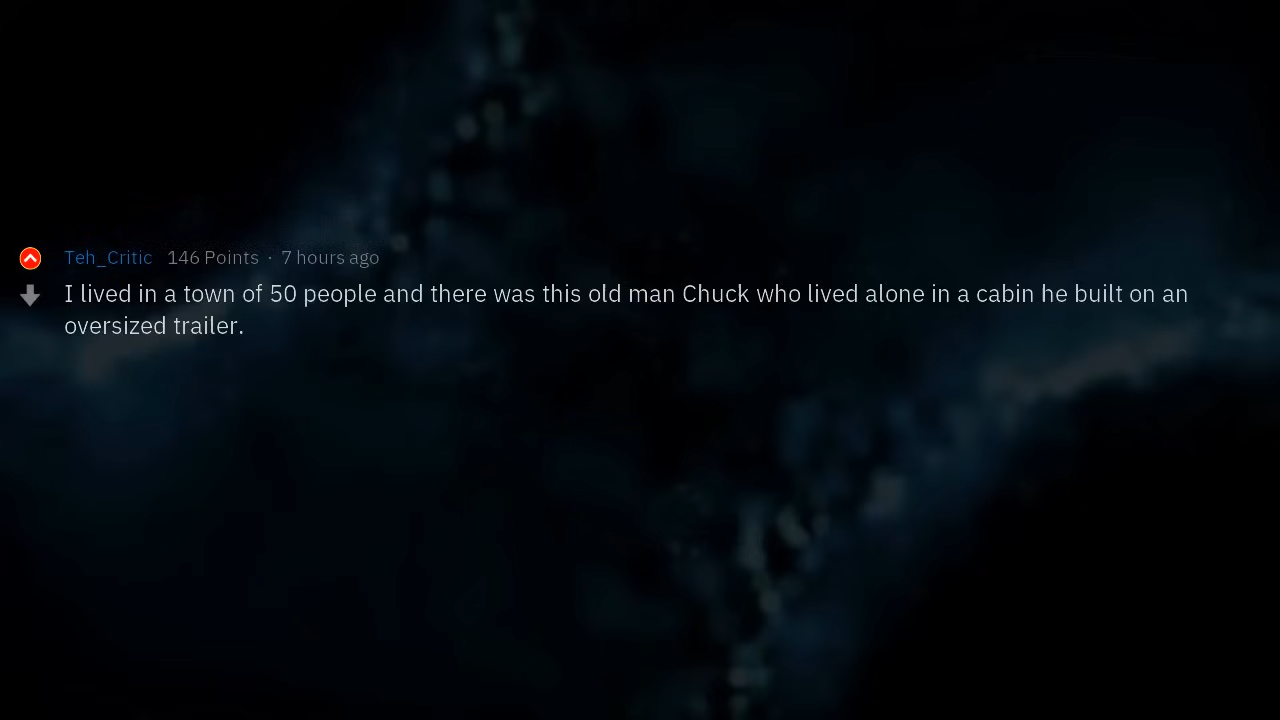 Teh_Critic 146 Points · 7 hours ago
I lived in a town of 50 people and there was this old man Chuck who lived alone in a cabin he built on an
oversized trailer.